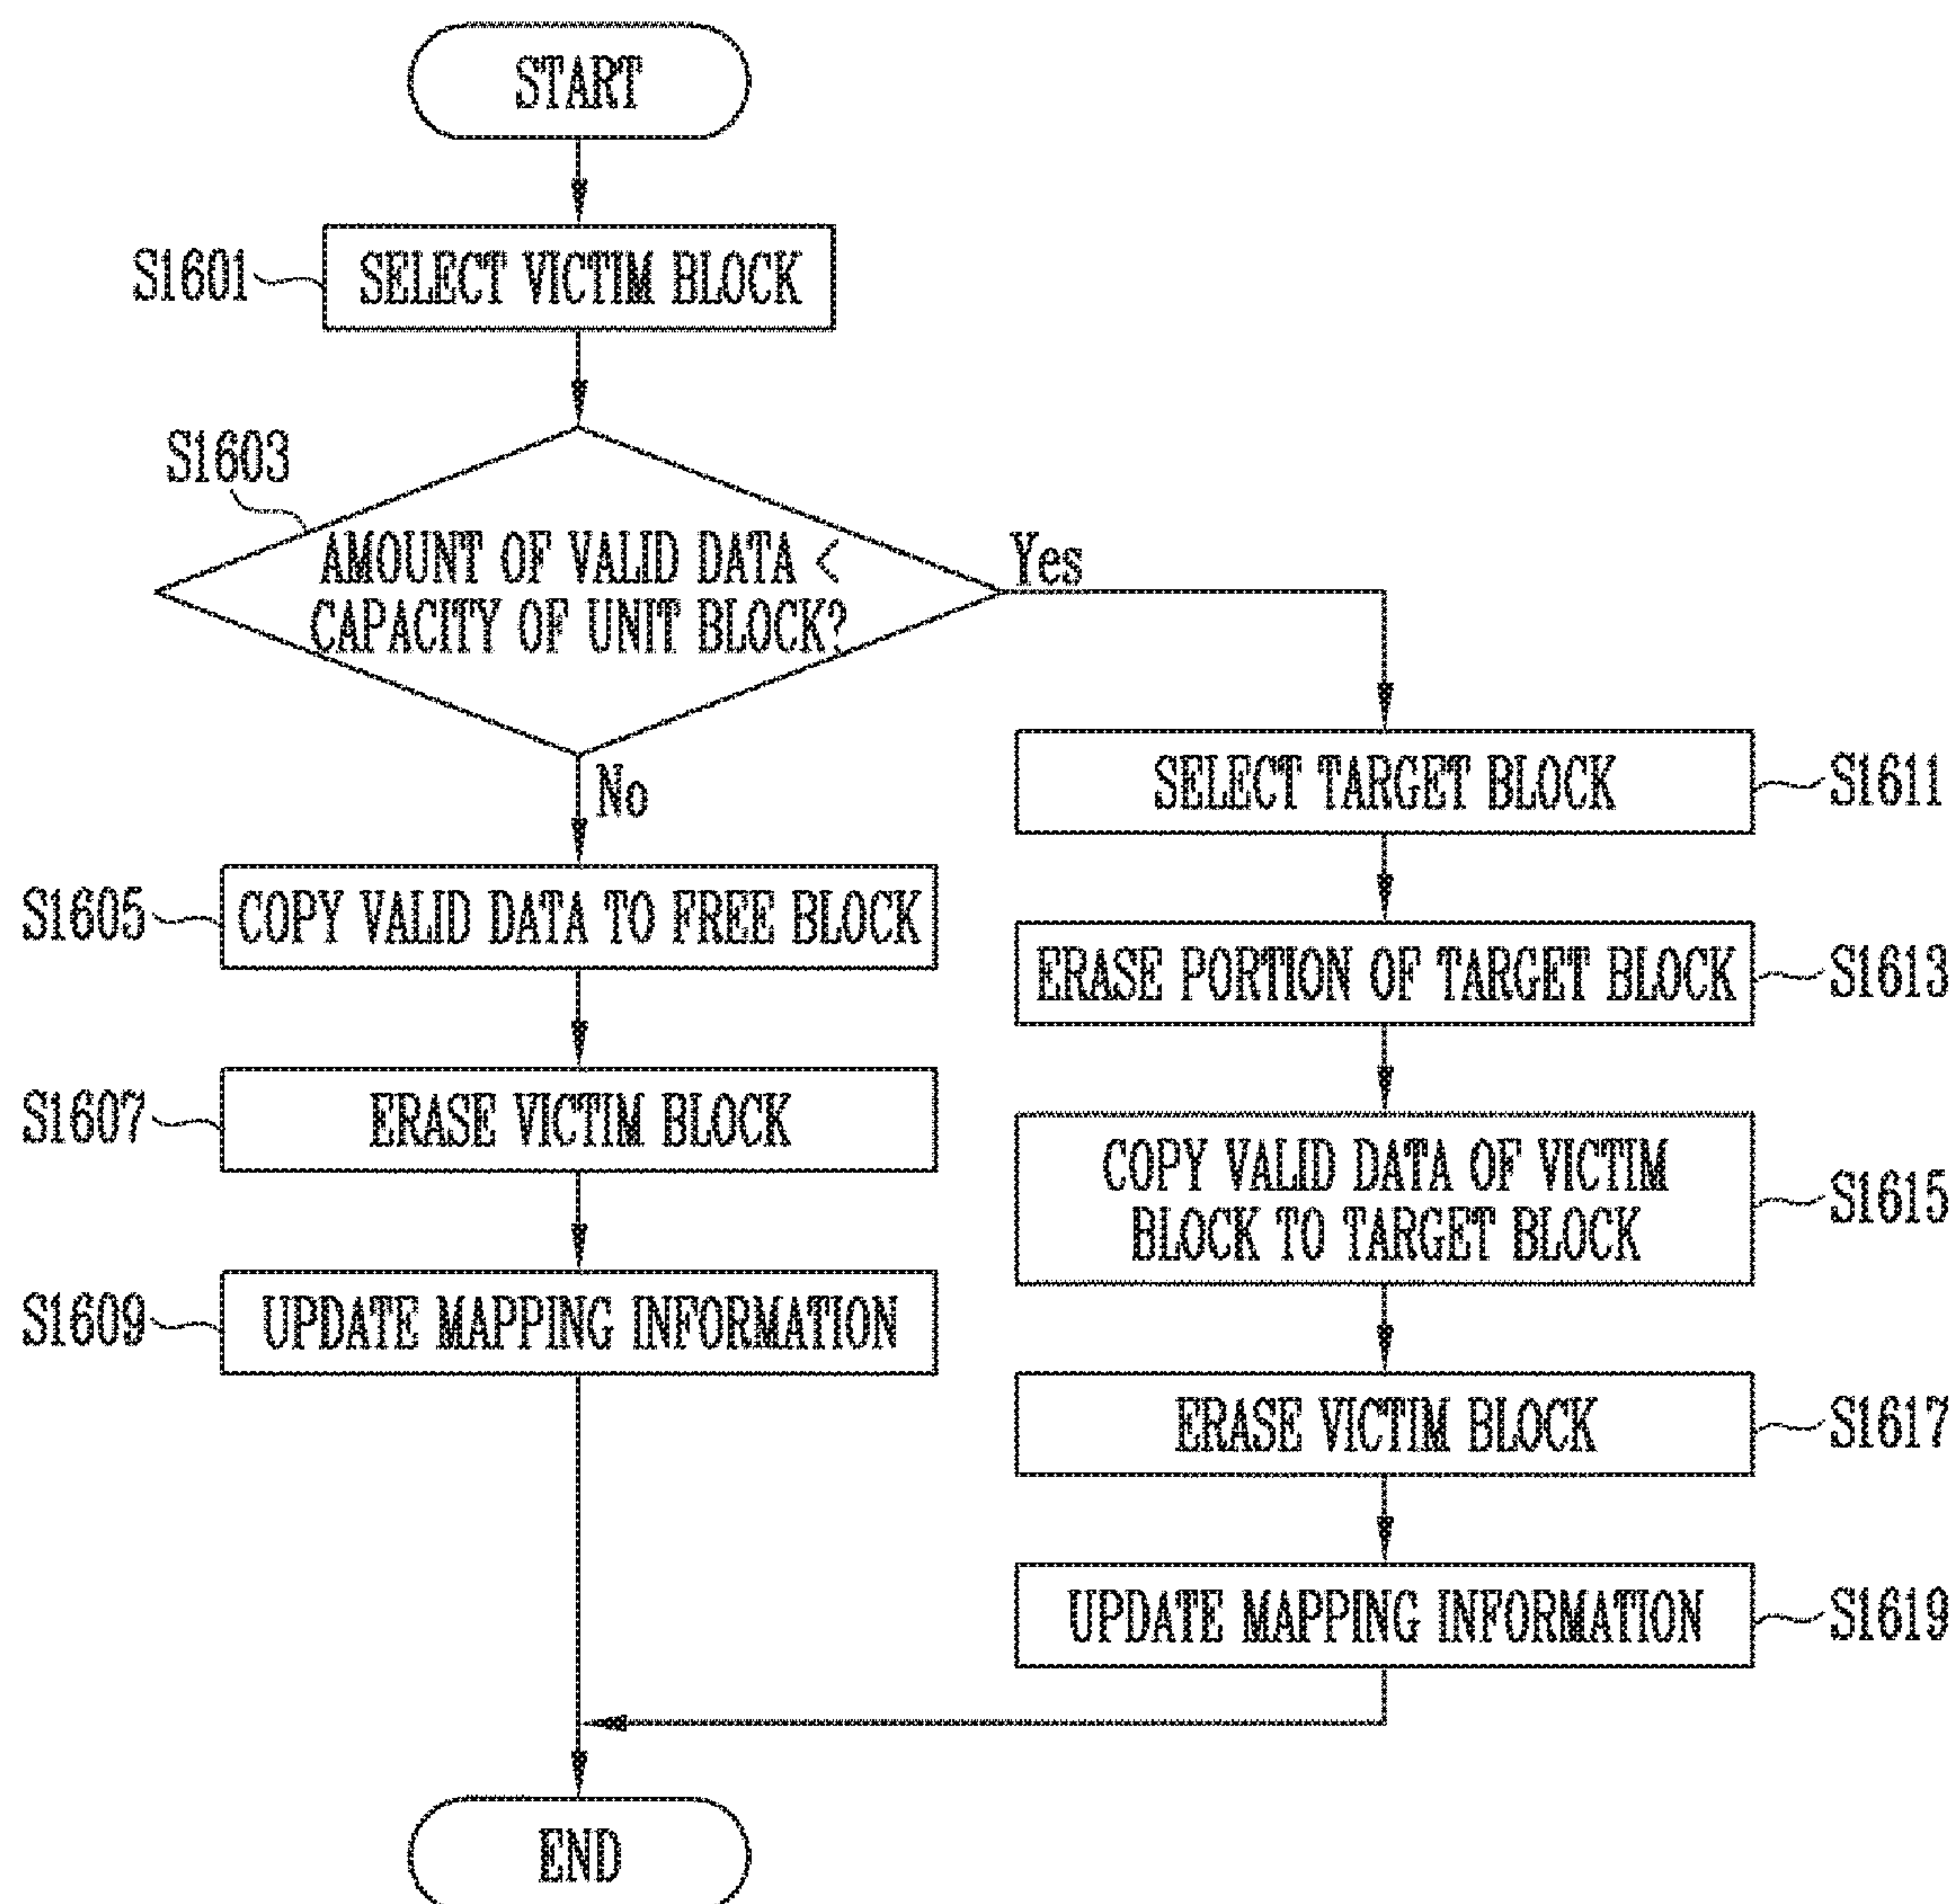 START
S1601
SELECT VICTIM BLOCK
S1603
AMOUNT OF VALID DATA <
CAPACITY OF UNIT BLOCK?
Yes
No
S1605
COPY VALID DATA TO FREE BLOCK
S1607
ERASE VICTIM BLOCK
S1609
UPDATE MAPPING INFORMATION
SELECT TARGET BLOCK
S1611
ERASE PORTION OF TARGET BLOCK
S1613
COPY VALID DATA OF VICTIM
BLOCK TO TARGET BLOCK
S1615
ERASE VICTIM BLOCK
S1617
UPDATE MAPPING INFORMATION
S1619
END